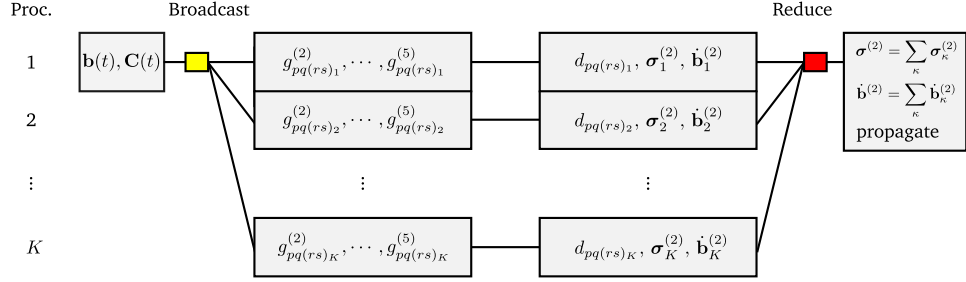 Proc. Broadcast Reduce
1 𝐛(t), 𝐂(t) g^{(2)}_{pq(rs)_1}, ⋯ , g^{(5)}_{pq(rs)_1} d_{pq(rs)_1}, 𝝈^{(2)}_1, 𝐛̇^{(2)}_1 𝝈^{(2)} = ∑_κ 𝝈^{(2)}_κ
𝐛̇^{(2)} = ∑_κ 𝐛̇^{(2)}_κ
propagate
2 g^{(2)}_{pq(rs)_2}, ⋯ , g^{(5)}_{pq(rs)_2} d_{pq(rs)_2}, 𝝈^{(2)}_2, 𝐛̇^{(2)}_2
⋮ ⋮ ⋮
K g^{(2)}_{pq(rs)_K}, ⋯ , g^{(5)}_{pq(rs)_K} d_{pq(rs)_K}, 𝝈^{(2)}_K, 𝐛̇^{(2)}_K